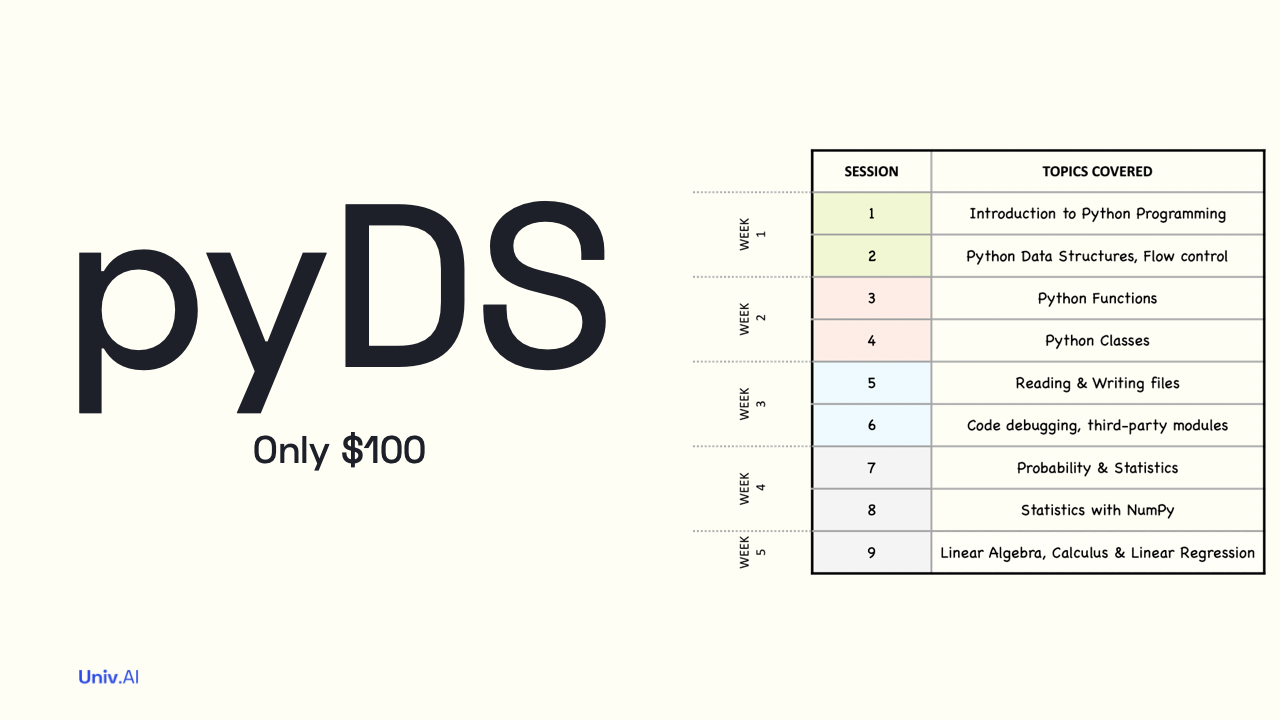 pyDS
Only $100
SESSION TOPICS COVERED
WEEK 1
1 Introduction to Python Programming
2 Python Data Structures, Flow control
WEEK 2
3 Python Functions
4 Python Classes
WEEK 3
5 Reading & Writing files
6 Code debugging, third-party modules
WEEK 4
7 Probability & Statistics
8 Statistics with NumPy
WEEK 5
9 Linear Algebra, Calculus & Linear Regression
Univ.AI